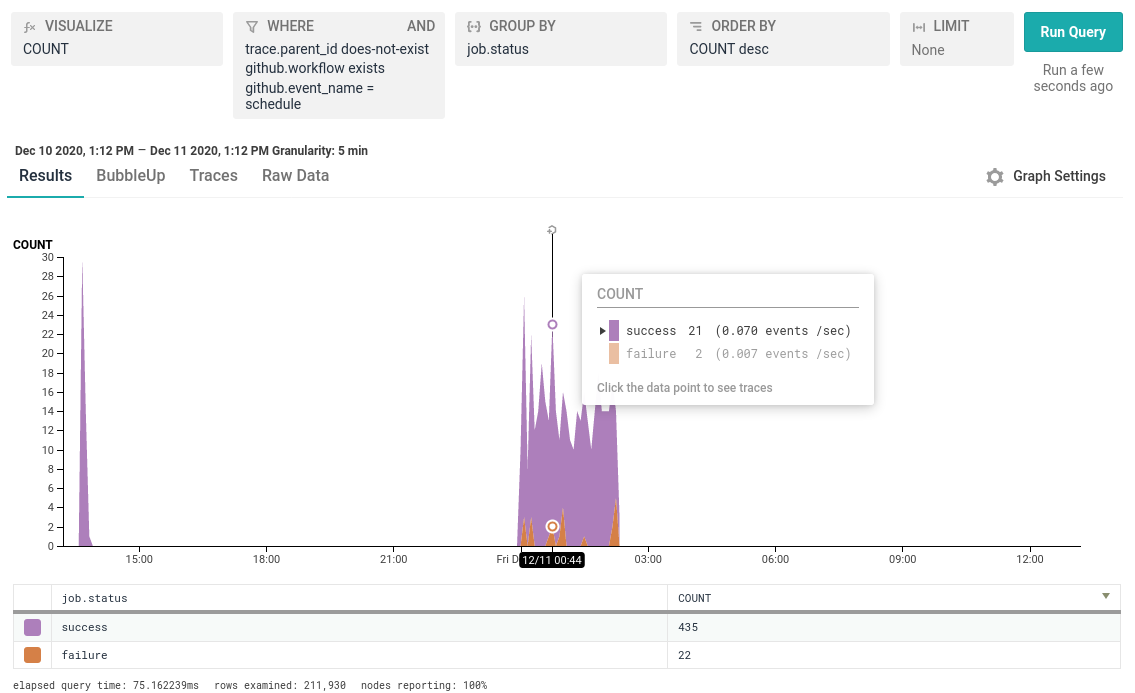 VISUALIZE
COUNT
WHERE AND
trace.parent_id does-not-exist
github.workflow exists
github.event_name =
schedule
GROUP BY
job.status
ORDER BY
COUNT desc
LIMIT
None
Run Query
Run a few
seconds ago
Dec 10 2020, 1:12 PM – Dec 11 2020, 1:12 PM Granularity: 5 min
Results BubbleUp Traces Raw Data
Graph Settings
COUNT
30
28
26
24
22
20
18
16
14
12
10
8
6
4
2
0
COUNT
success 21 (0.070 events /sec)
failure 2 (0.007 events /sec)
Click the data point to see traces
15:00 18:00 21:00 Fri D 12/11 00:44 03:00 06:00 09:00 12:00
job.status COUNT
success 435
failure 22
elapsed query time: 75.162239ms rows examined: 211,930 nodes reporting: 100%